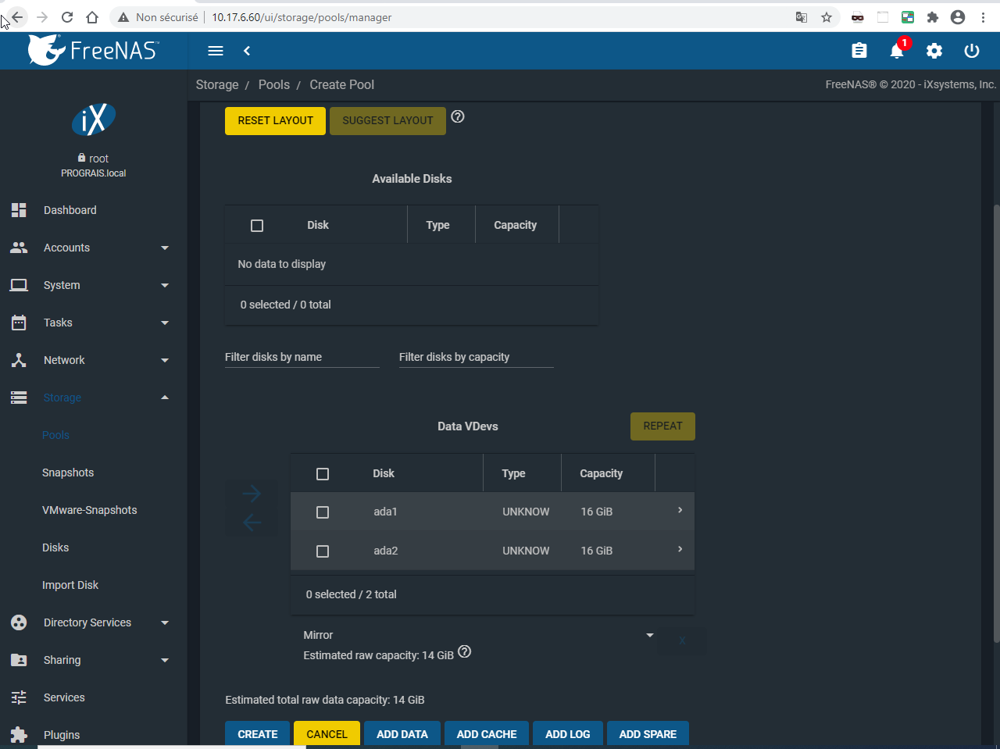 Non sécurisé 10.17.6.60/ui/storage/pools/manager
FreeNAS™
1
Storage / Pools / Create Pool
FreeNAS® © 2020 - iXsystems, Inc.
iX
root
PROGRAIS.local
Dashboard
Accounts
System
Tasks
Network
Storage
Pools
Snapshots
VMware-Snapshots
Disks
Import Disk
Directory Services
Sharing
Services
Plugins
RESET LAYOUT SUGGEST LAYOUT ?
Available Disks
Disk Type Capacity
No data to display
0 selected / 0 total
Filter disks by name Filter disks by capacity
Data VDevs REPEAT
Disk Type Capacity
ada1 UNKNOW 16 GiB
ada2 UNKNOW 16 GiB
0 selected / 2 total
Mirror X
Estimated raw capacity: 14 GiB ?
Estimated total raw data capacity: 14 GiB
CREATE CANCEL ADD DATA ADD CACHE ADD LOG ADD SPARE